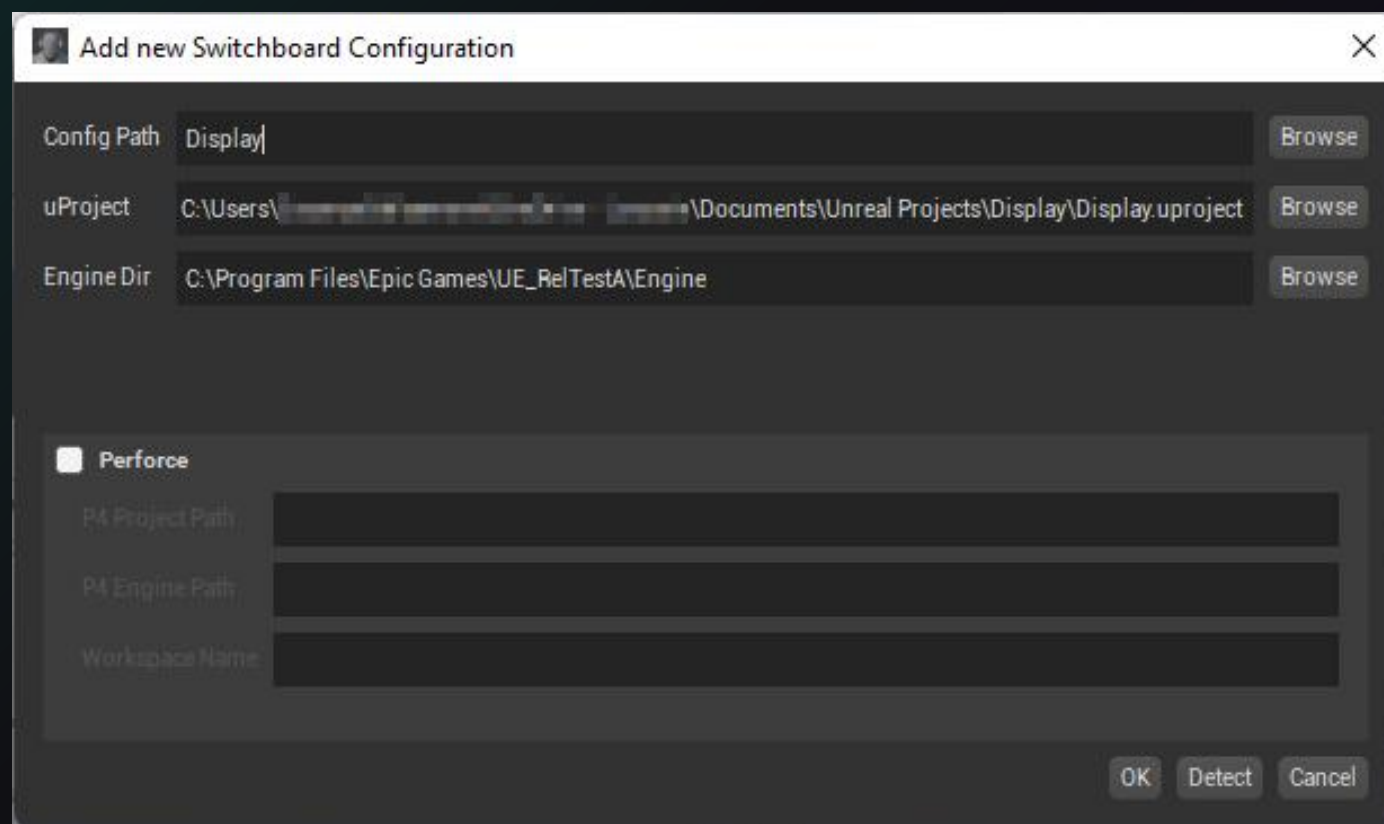 Add new Switchboard Configuration
Config Path Display Browse
uProject C:\Users\ \Documents\Unreal Projects\Display\Display.uproject Browse
Engine Dir C:\Program Files\Epic Games\UE_RelTestA\Engine Browse
Perforce
P4 Project Path
P4 Engine Path
Workspace Name
OK Detect Cancel